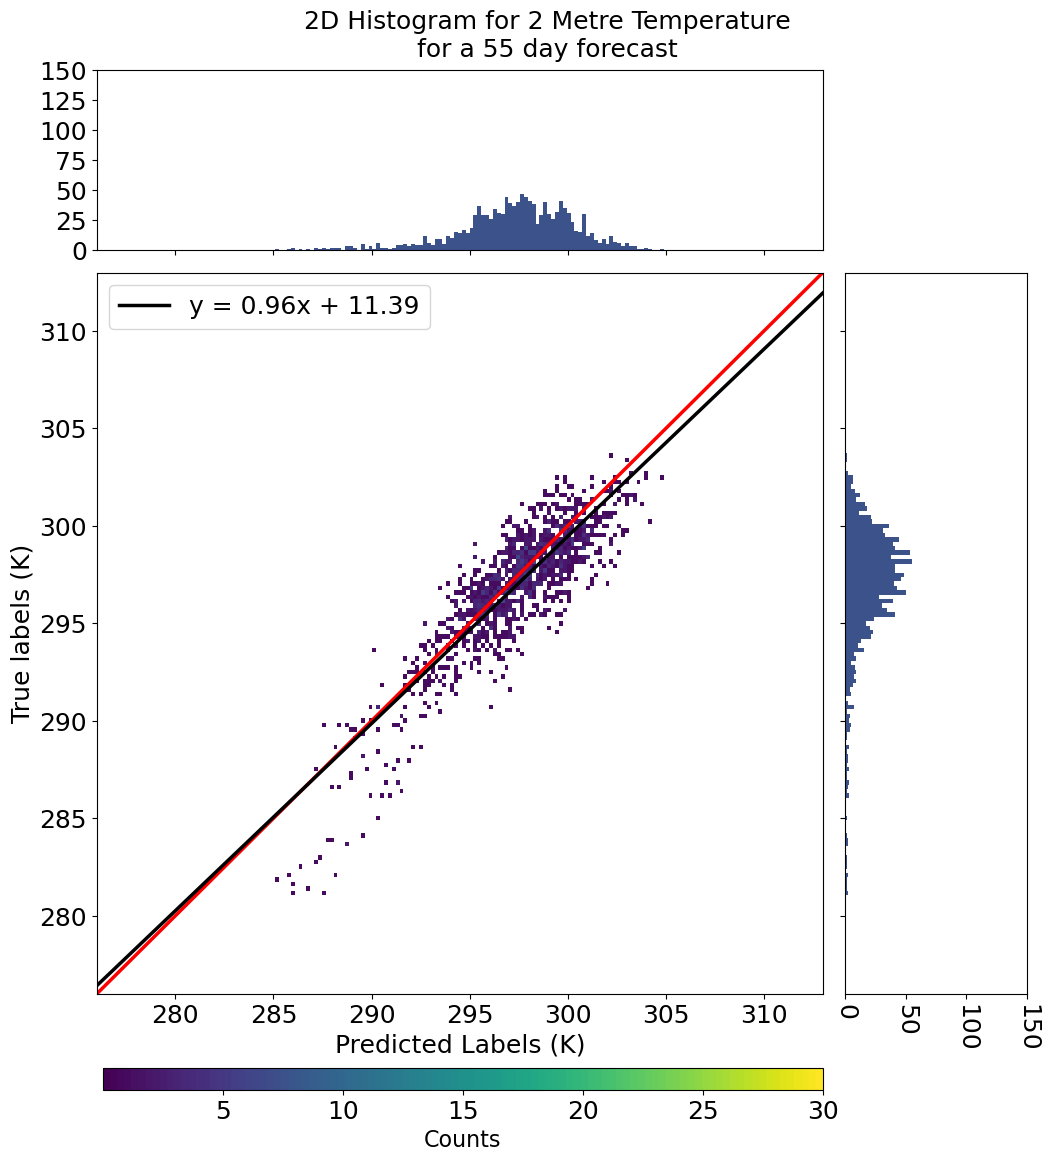 2D Histogram for 2 Metre Temperature
for a 55 day forecast
150
125
100
75
50
25
0
y = 0.96x + 11.39
310
305
300
295
290
285
280
True labels (K)
280 285 290 295 300 305 310
Predicted Labels (K)
0 50 100 150
5 10 15 20 25 30
Counts